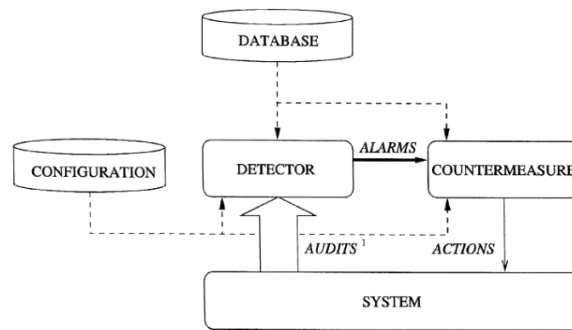 DATABASE
ALARMS
CONFIGURATION
DETECTOR
COUNTERMEASURE
AUDITS 1
ACTIONS
SYSTEM